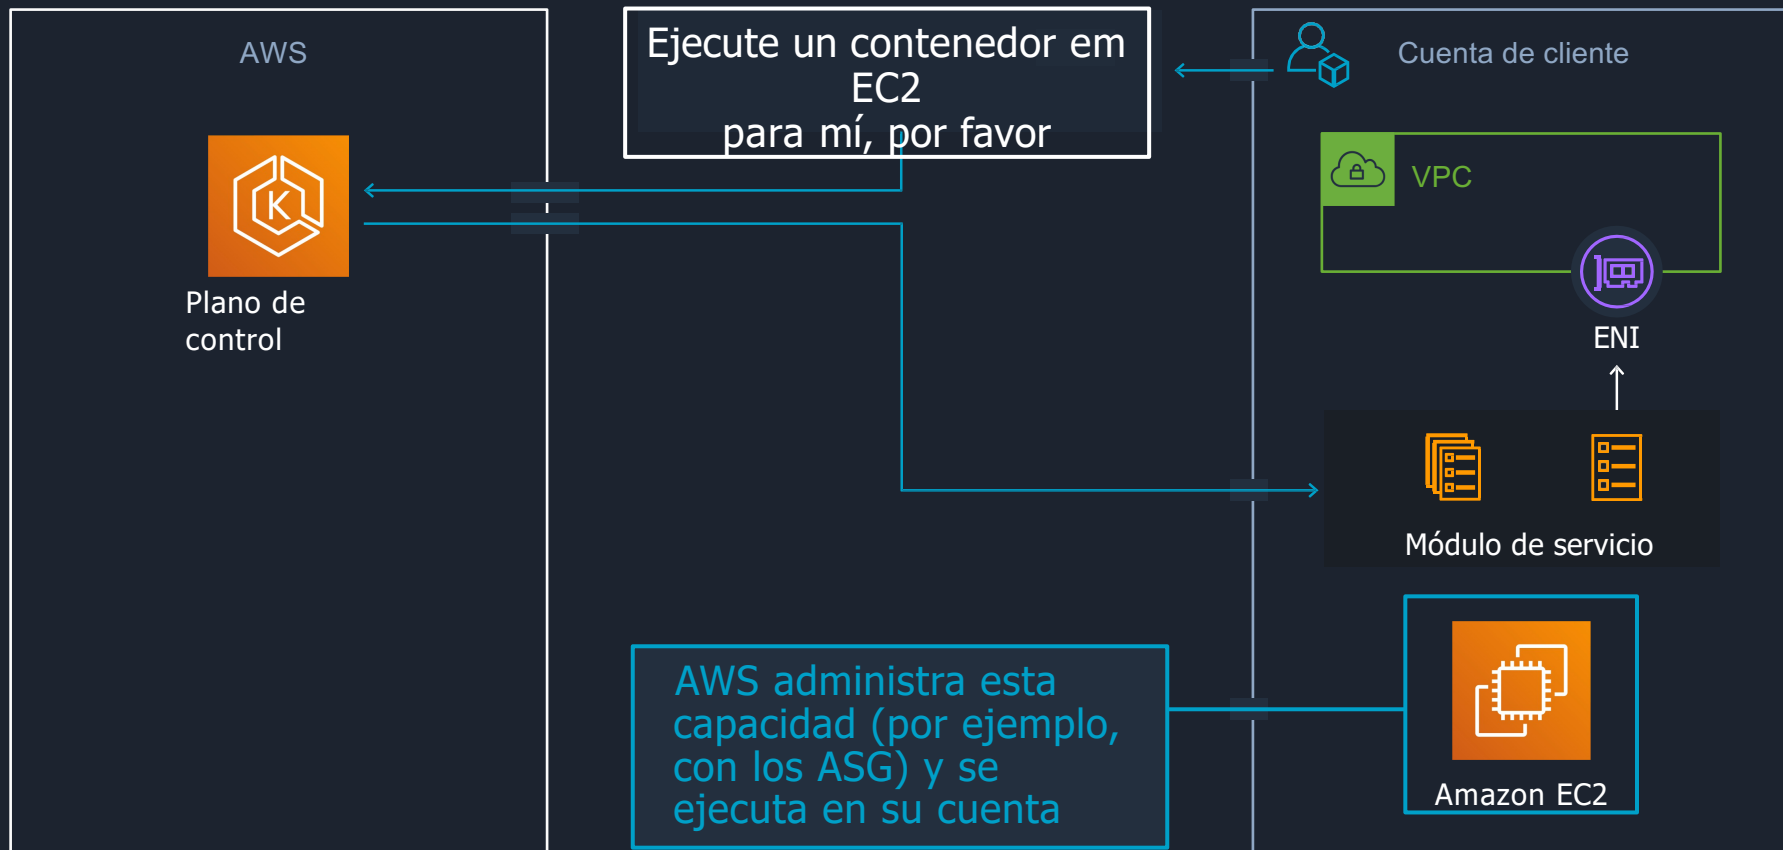 AWS
Ejecute un contenedor em
EC2
para mí, por favor
Cuenta de cliente
VPC
K
Plano de
control
ENI
Módulo de servicio
AWS administra esta
capacidad (por ejemplo,
con los ASG) y se
ejecuta en su cuenta
Amazon EC2